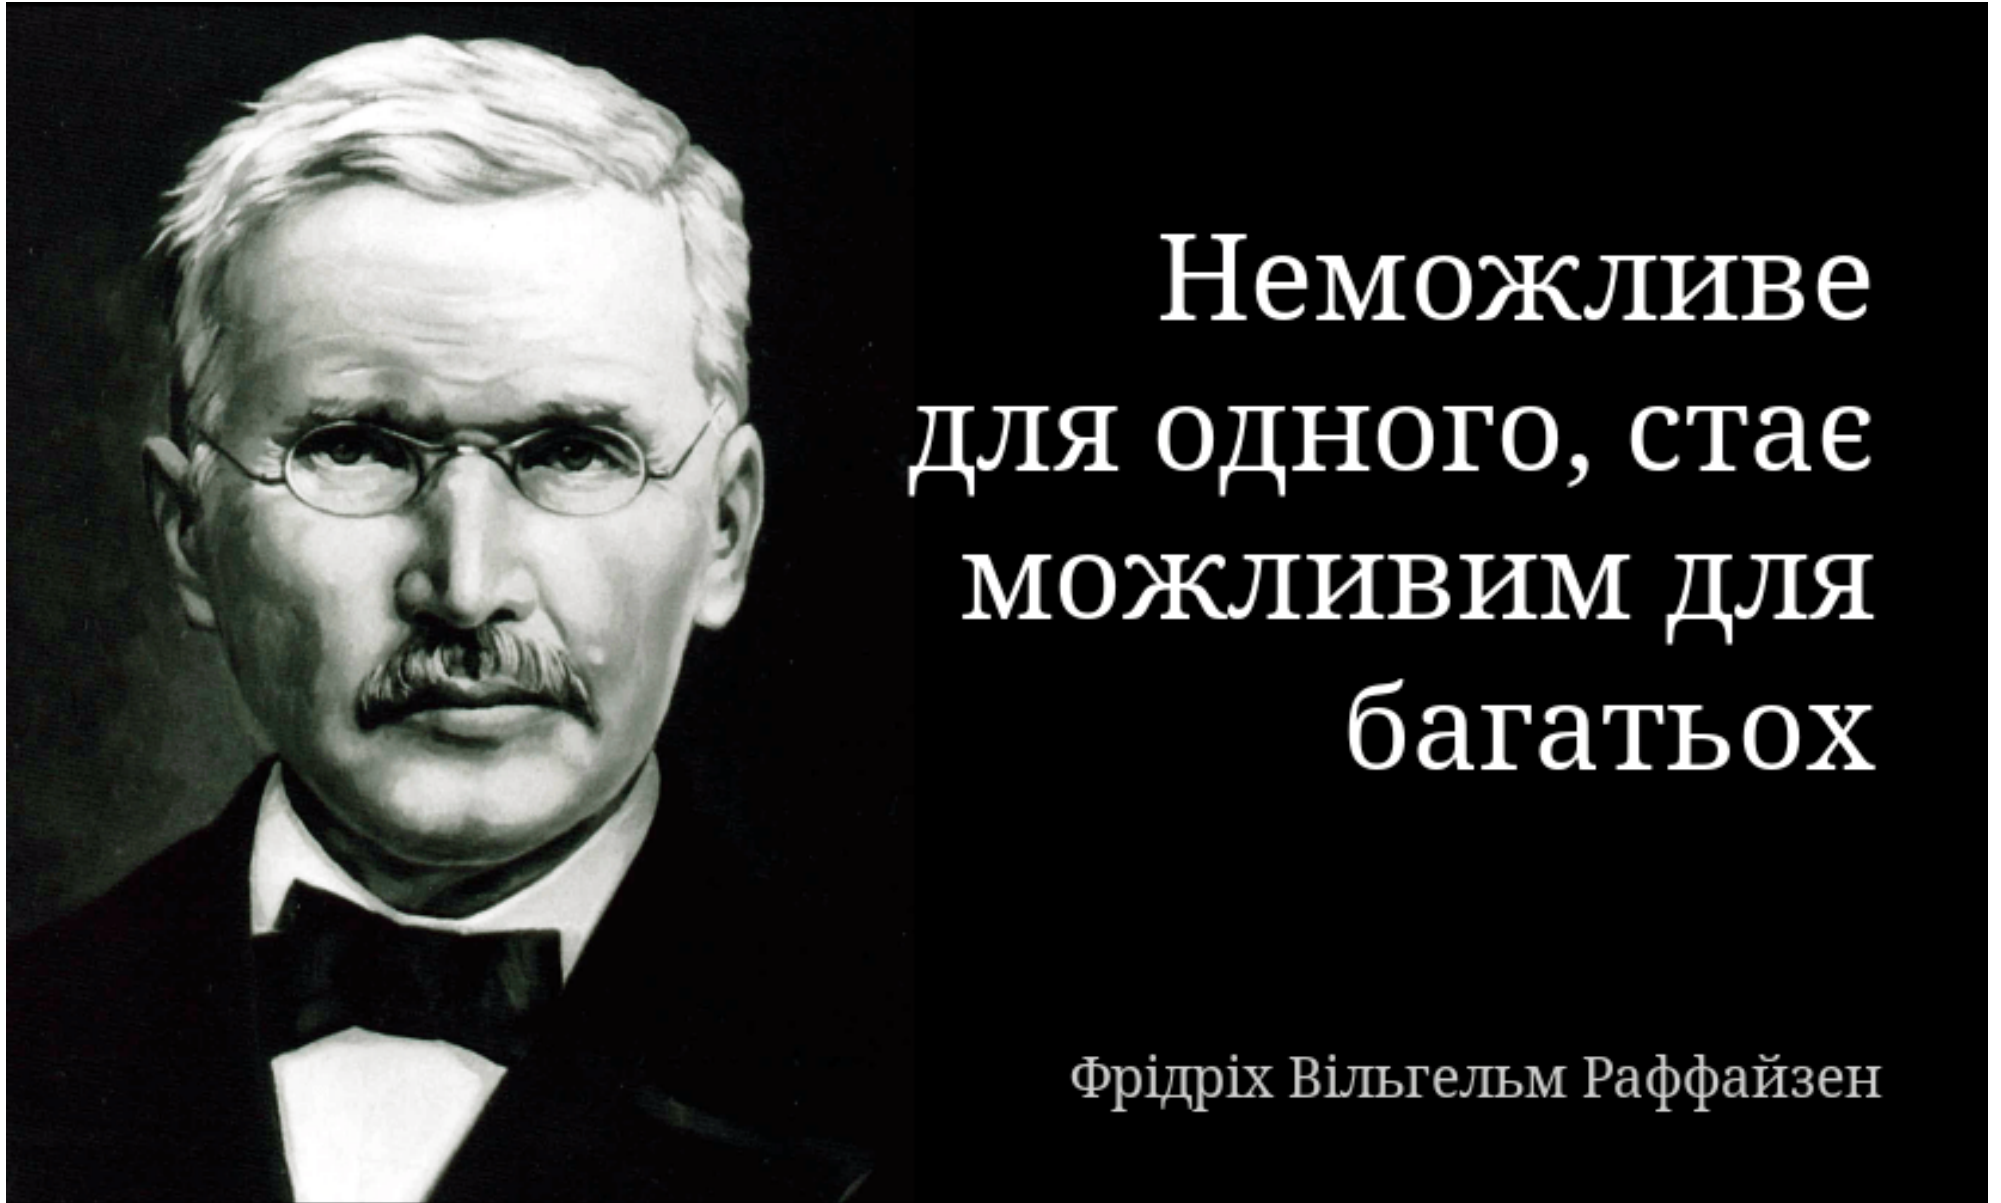 Неможливе
для одного, стає
можливим для
багатьох
Фрідріх Вільгельм Раффайзен